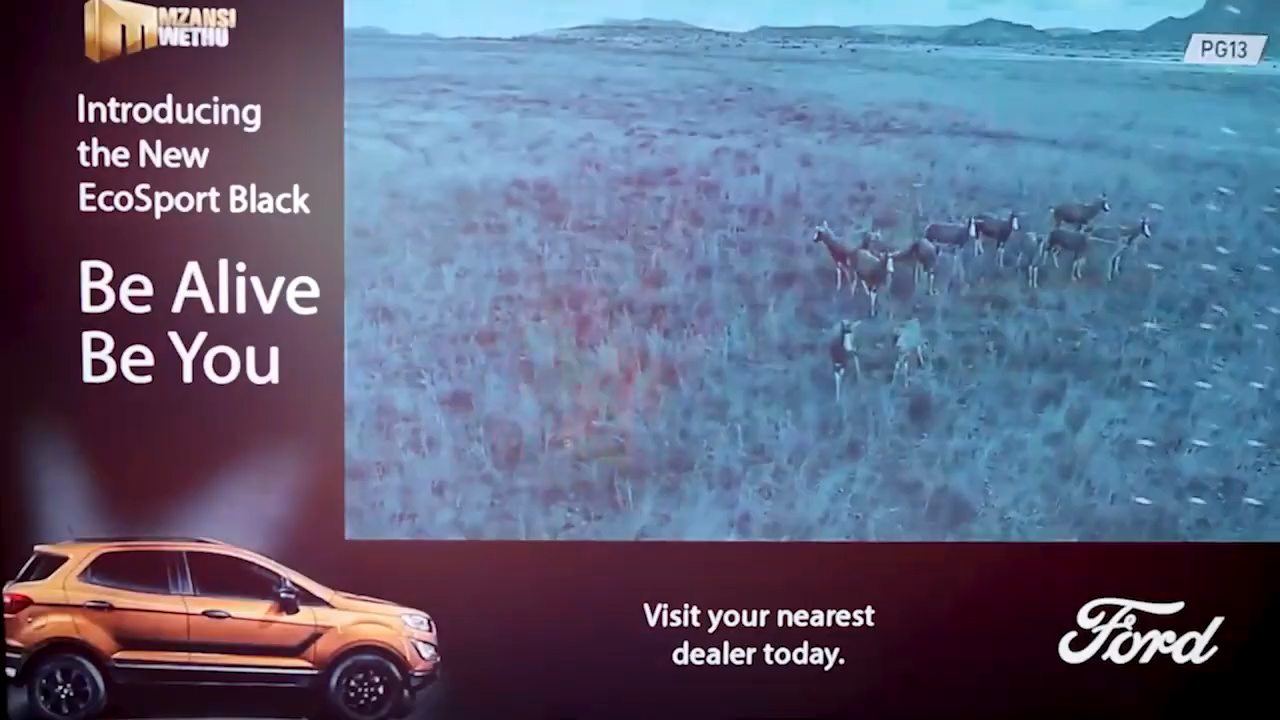 MZANSI
WETHU
PG13
Introducing
the New
EcoSport Black
Be Alive
Be You
Visit your nearest
dealer today.
Ford